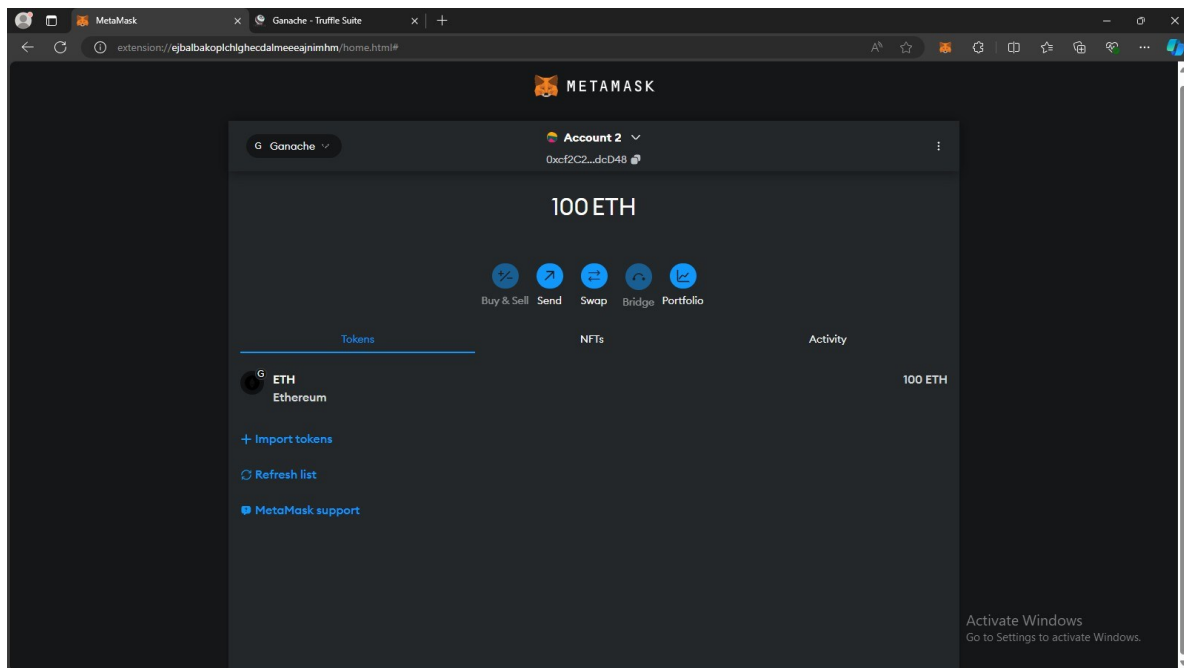 MetaMask
Ganache - Truffle Suite
extension://ejbalbakoplchlghecdalmeeeajnimhm/home.html#
METAMASK
G Ganache
Account 2
0xcf2C2...dcD48
100 ETH
Buy & Sell Send Swap Bridge Portfolio
Tokens NFTs Activity
G
ETH 100 ETH
Ethereum
+ Import tokens
Refresh list
MetaMask support
Activate Windows
Go to Settings to activate Windows.